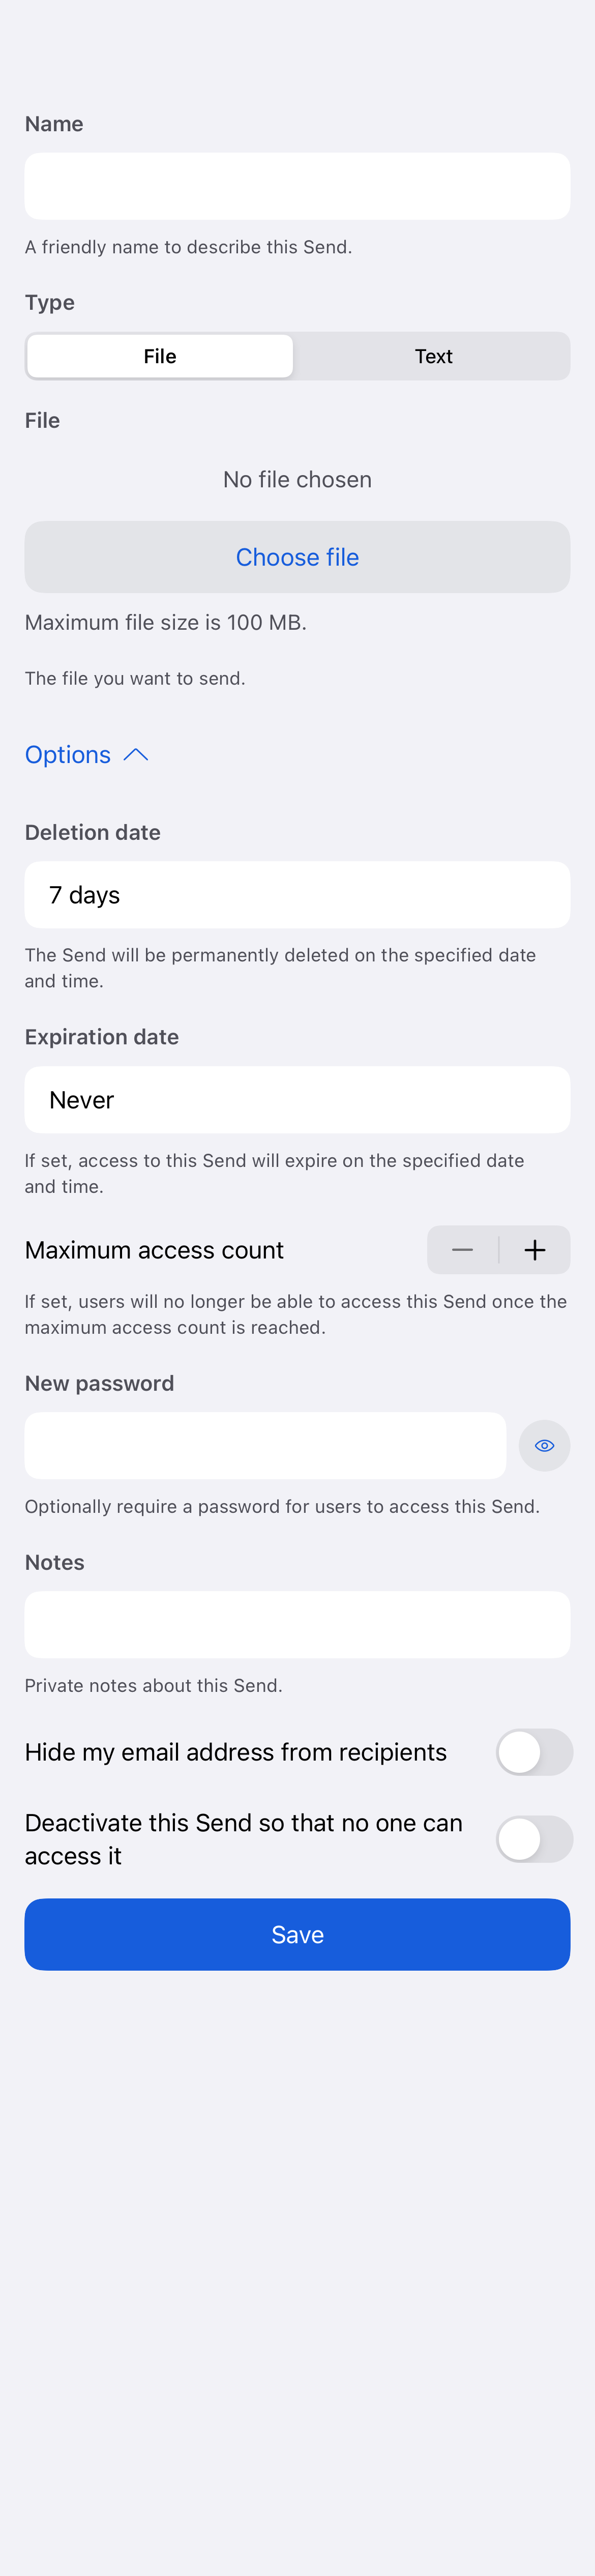 Name
A friendly name to describe this Send.
Type
File Text
File
No file chosen
Choose file
Maximum file size is 100 MB.
The file you want to send.
Options
Deletion date
7 days
The Send will be permanently deleted on the specified date
and time.
Expiration date
Never
If set, access to this Send will expire on the specified date
and time.
Maximum access count
If set, users will no longer be able to access this Send once the
maximum access count is reached.
New password
Optionally require a password for users to access this Send.
Notes
Private notes about this Send.
Hide my email address from recipients
Deactivate this Send so that no one can
access it
Save